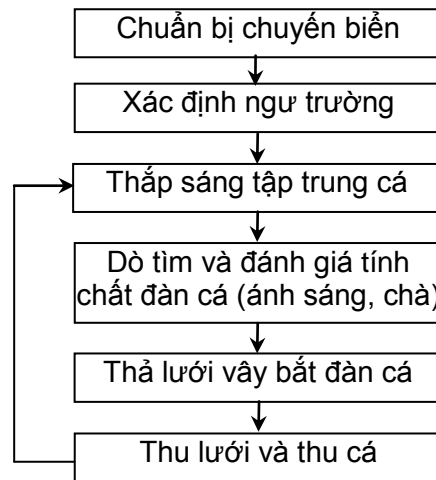 Chuẩn bị chuyến biển
Xác định ngư trường
Thắp sáng tập trung cá
Dò tìm và đánh giá tính
chất đàn cá (ánh sáng, chà)
Thả lưới vây bắt đàn cá
Thu lưới và thu cá